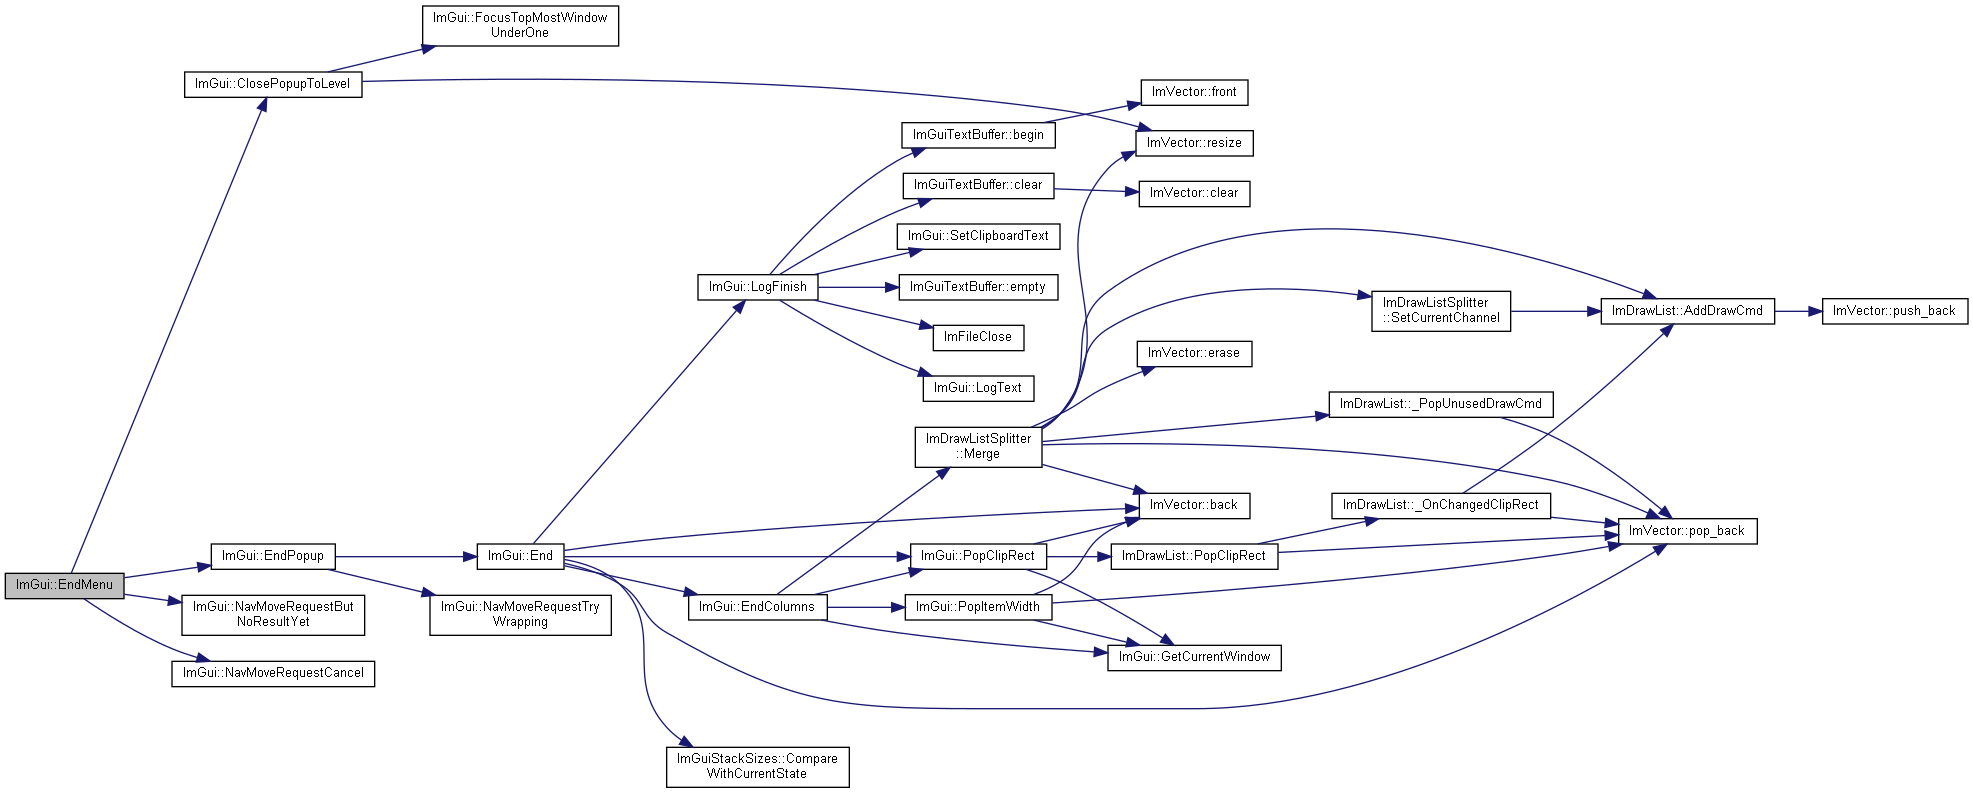 ImGui::FocusTopMostWindow
UnderOne
ImGui::ClosePopupToLevel
ImVector::front
ImGuiTextBuffer::begin
ImVector::resize
ImGuiTextBuffer::clear
ImVector::clear
ImGui::SetClipboardText
ImGui::LogFinish
ImGuiTextBuffer::empty
ImDrawListSplitter
::SetCurrentChannel
ImDrawList::AddDrawCmd
ImVector::push_back
ImFileClose
ImVector::erase
ImGui::LogText
ImDrawList::_PopUnusedDrawCmd
ImDrawListSplitter
::Merge
ImVector::back
ImDrawList::_OnChangedClipRect
ImVector::pop_back
ImGui::EndPopup
ImGui::End
ImGui::PopClipRect
ImDrawList::PopClipRect
ImGui::EndMenu
ImGui::NavMoveRequestBut
NoResultYet
ImGui::NavMoveRequestTry
Wrapping
ImGui::EndColumns
ImGui::PopItemWidth
ImGui::GetCurrentWindow
ImGui::NavMoveRequestCancel
ImGuiStackSizes::Compare
WithCurrentState